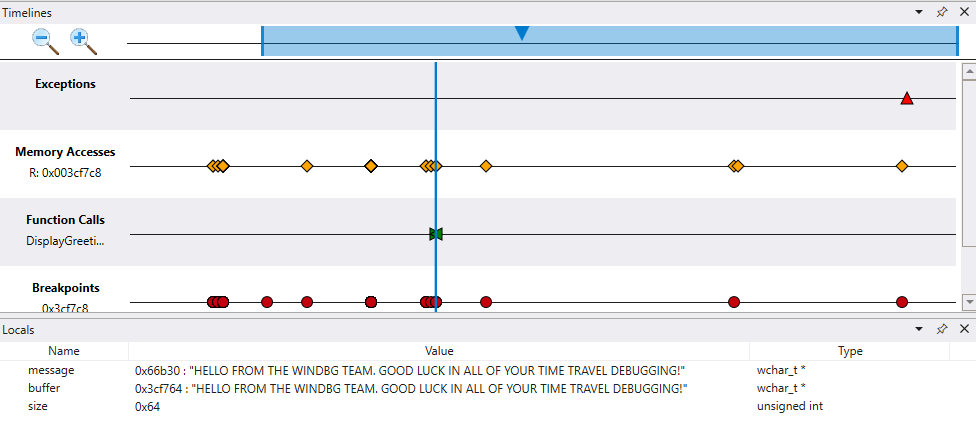 Timelines
Exceptions
Memory Accesses
R: 0x003cf7c8
Function Calls
DisplayGreeti...
Breakpoints
0x3cf7c8
Locals
Name Value Type
message 0x66b30 : "HELLO FROM THE WINDBG TEAM. GOOD LUCK IN ALL OF YOUR TIME TRAVEL DEBUGGING!" wchar_t *
buffer 0x3cf764 : "HELLO FROM THE WINDBG TEAM. GOOD LUCK IN ALL OF YOUR TIME TRAVEL DEBUGGING!" wchar_t *
size 0x64 unsigned int